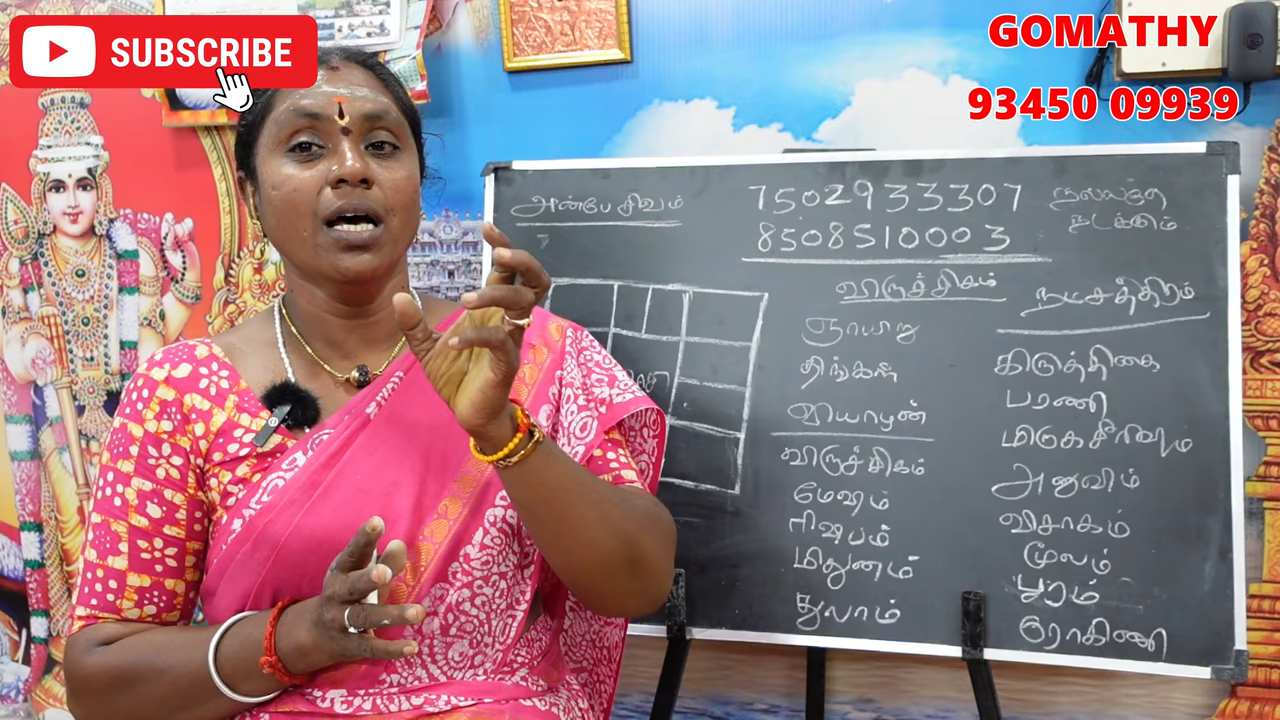 SUBSCRIBE
GOMATHY
93450 09939
அன்பே சிவம்
7502933307
8508510003
நல்லதே
நடக்கும்
விருச்சிகம்
நட்சத்திரம்
ஞாயிறு
திங்கள்
வியாழன்
விருச்சிகம்
மேஷம்
ரிஷபம்
மிதுனம்
துலாம்
கிருத்திகை
பரணி
மிருகசீரிஷம்
அனுஷம்
விசாகம்
மூலம்
பூரம்
ரோகிணி